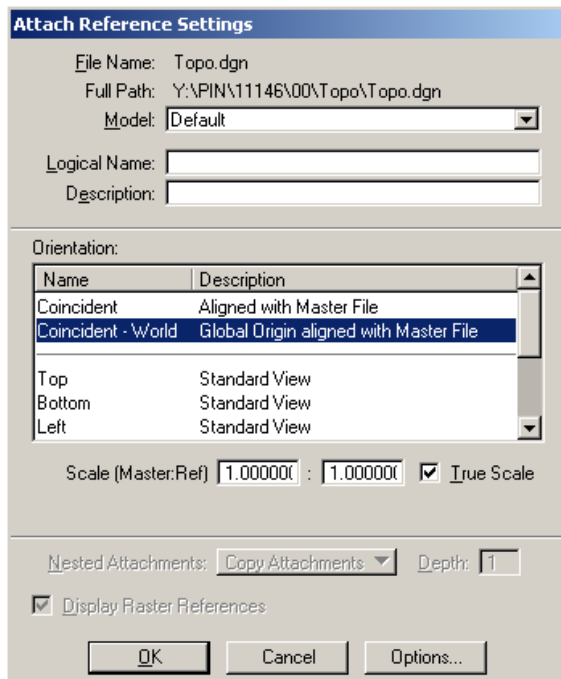 Attach Reference Settings
File Name: Topo.dgn
Full Path: Y:\PIN\11146\00\Topo\Topo.dgn
Model: Default
Logical Name:
Description:
Orientation:
Name Description
Coincident Aligned with Master File
Coincident - World Global Origin aligned with Master File
Top Standard View
Bottom Standard View
Left Standard View
Scale (Master:Ref) 1.00000( : 1.00000( True Scale
Nested Attachments: Copy Attachments Depth: 1
Display Raster References
OK Cancel Options...